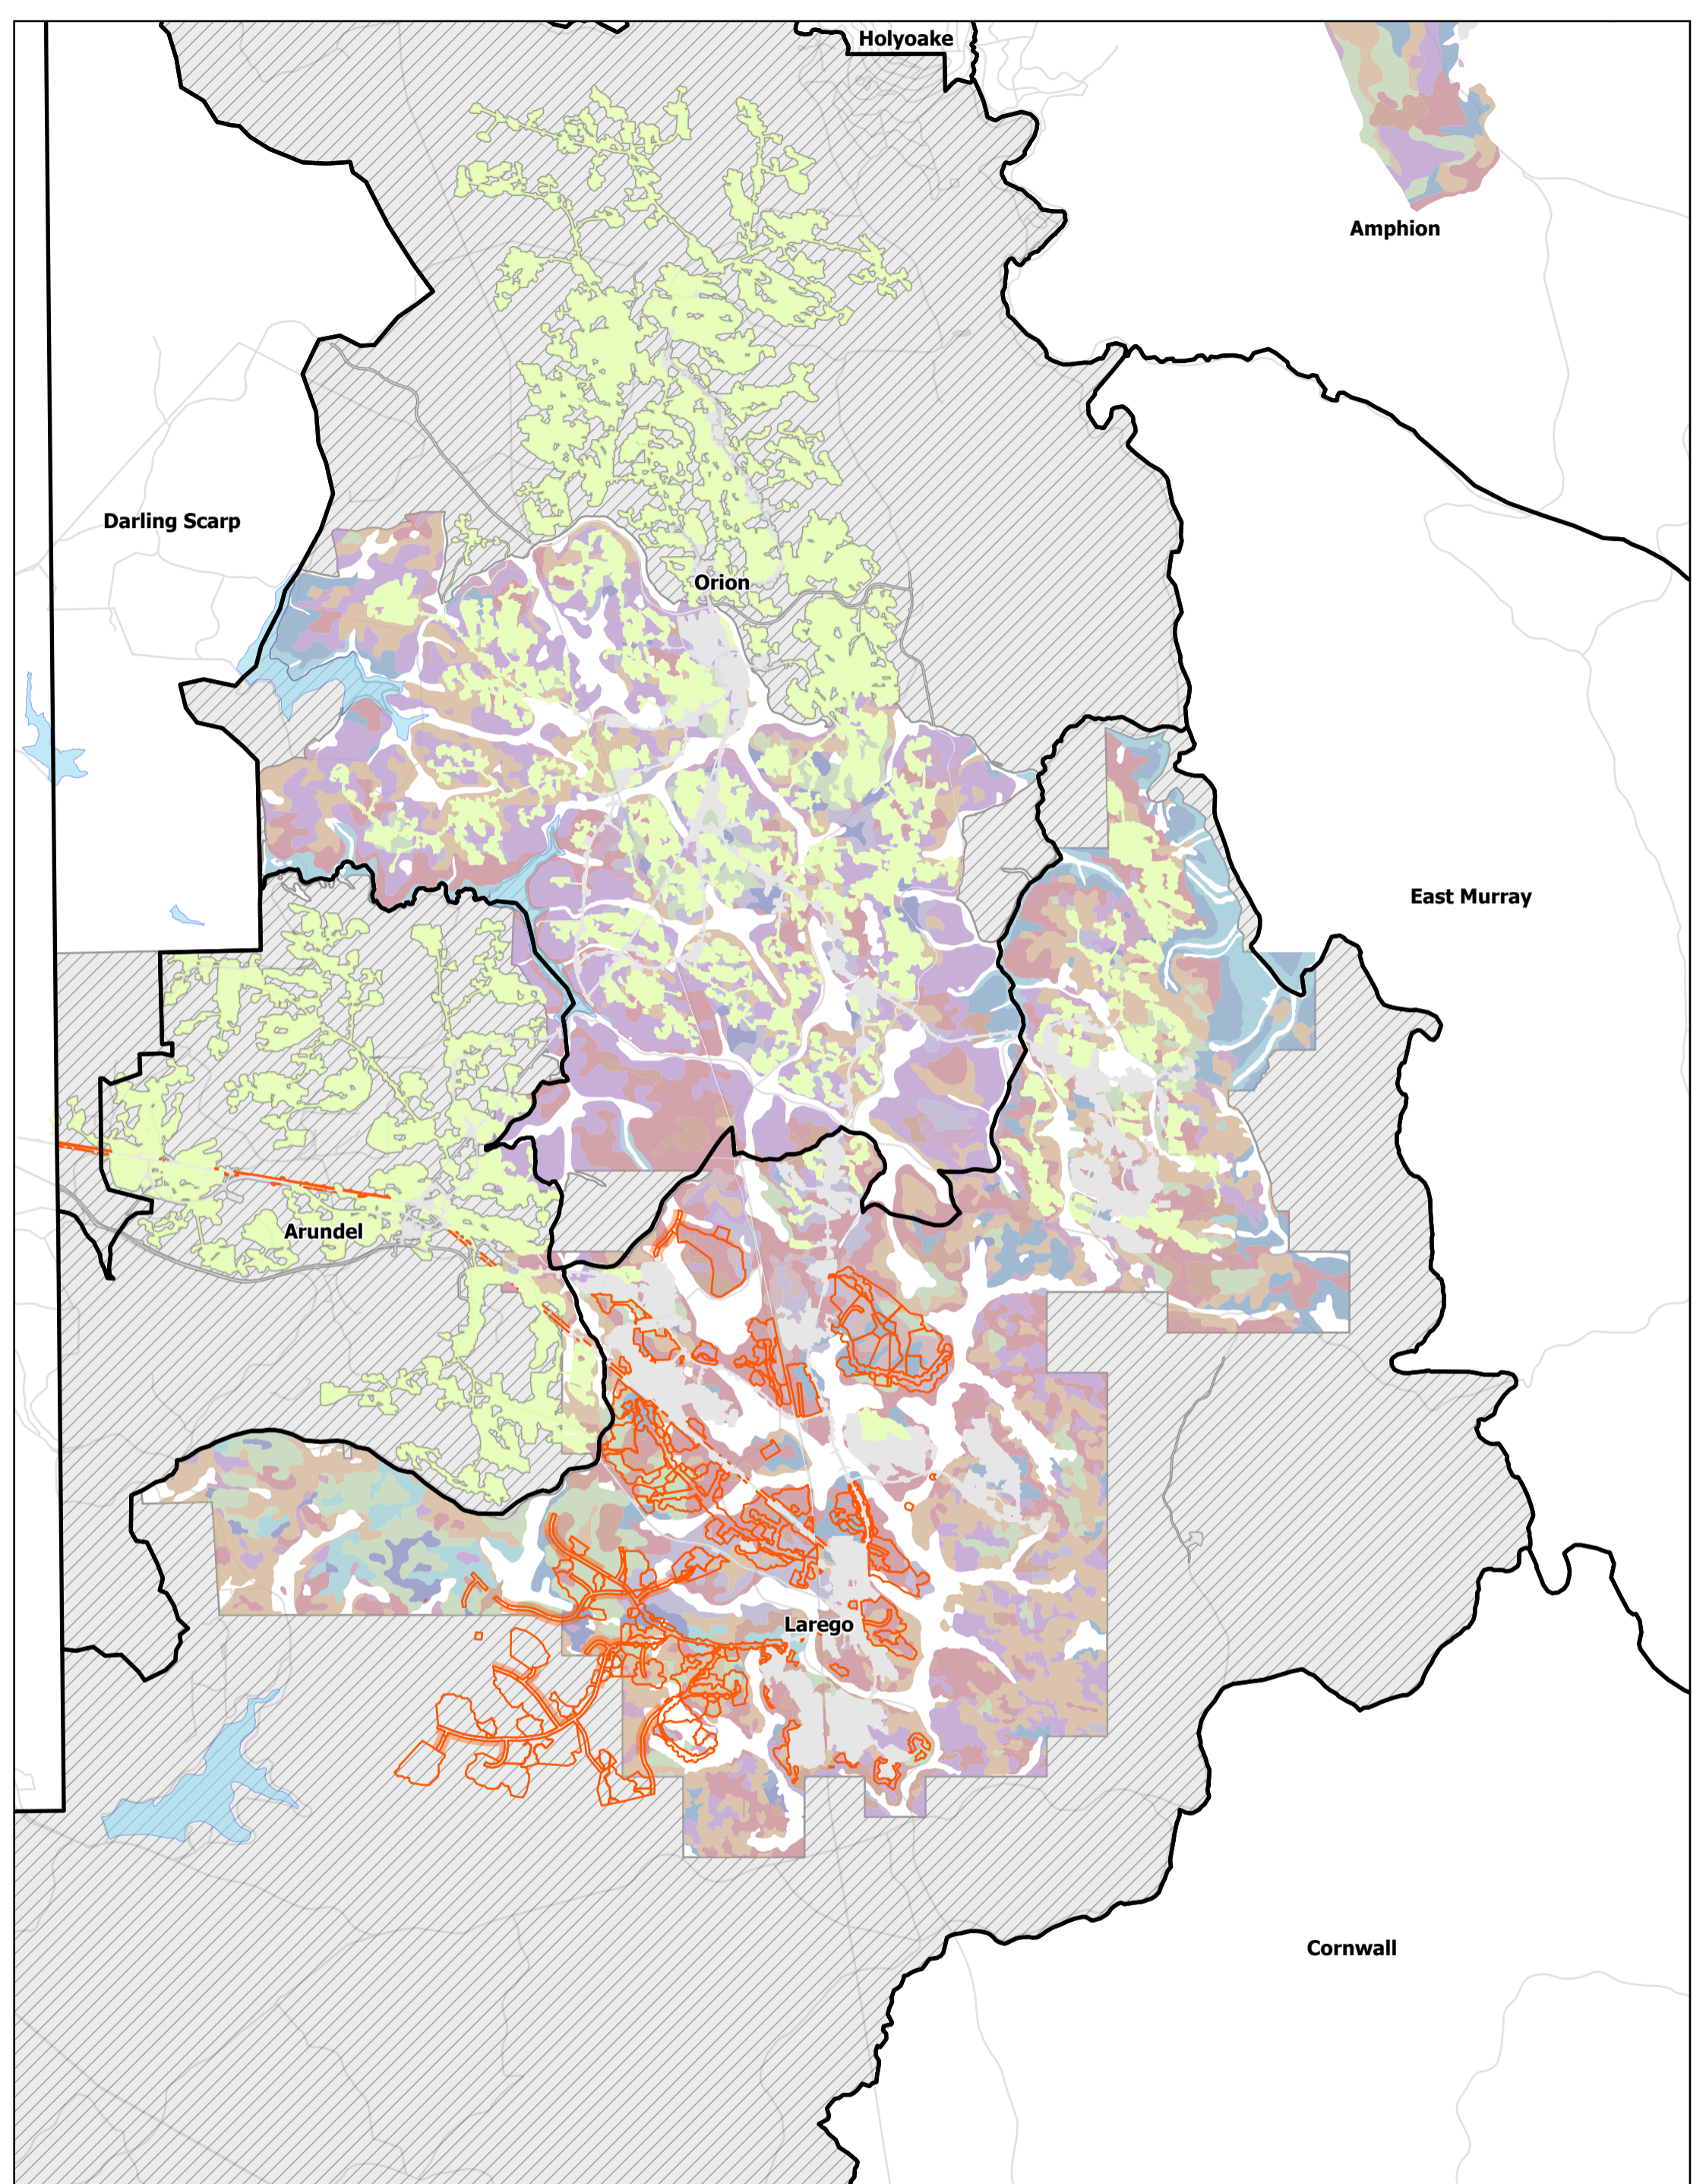 Holyoake
Amphion
Darling Scarp
Orion
East Murray
Arundel
Larego
Cornwall